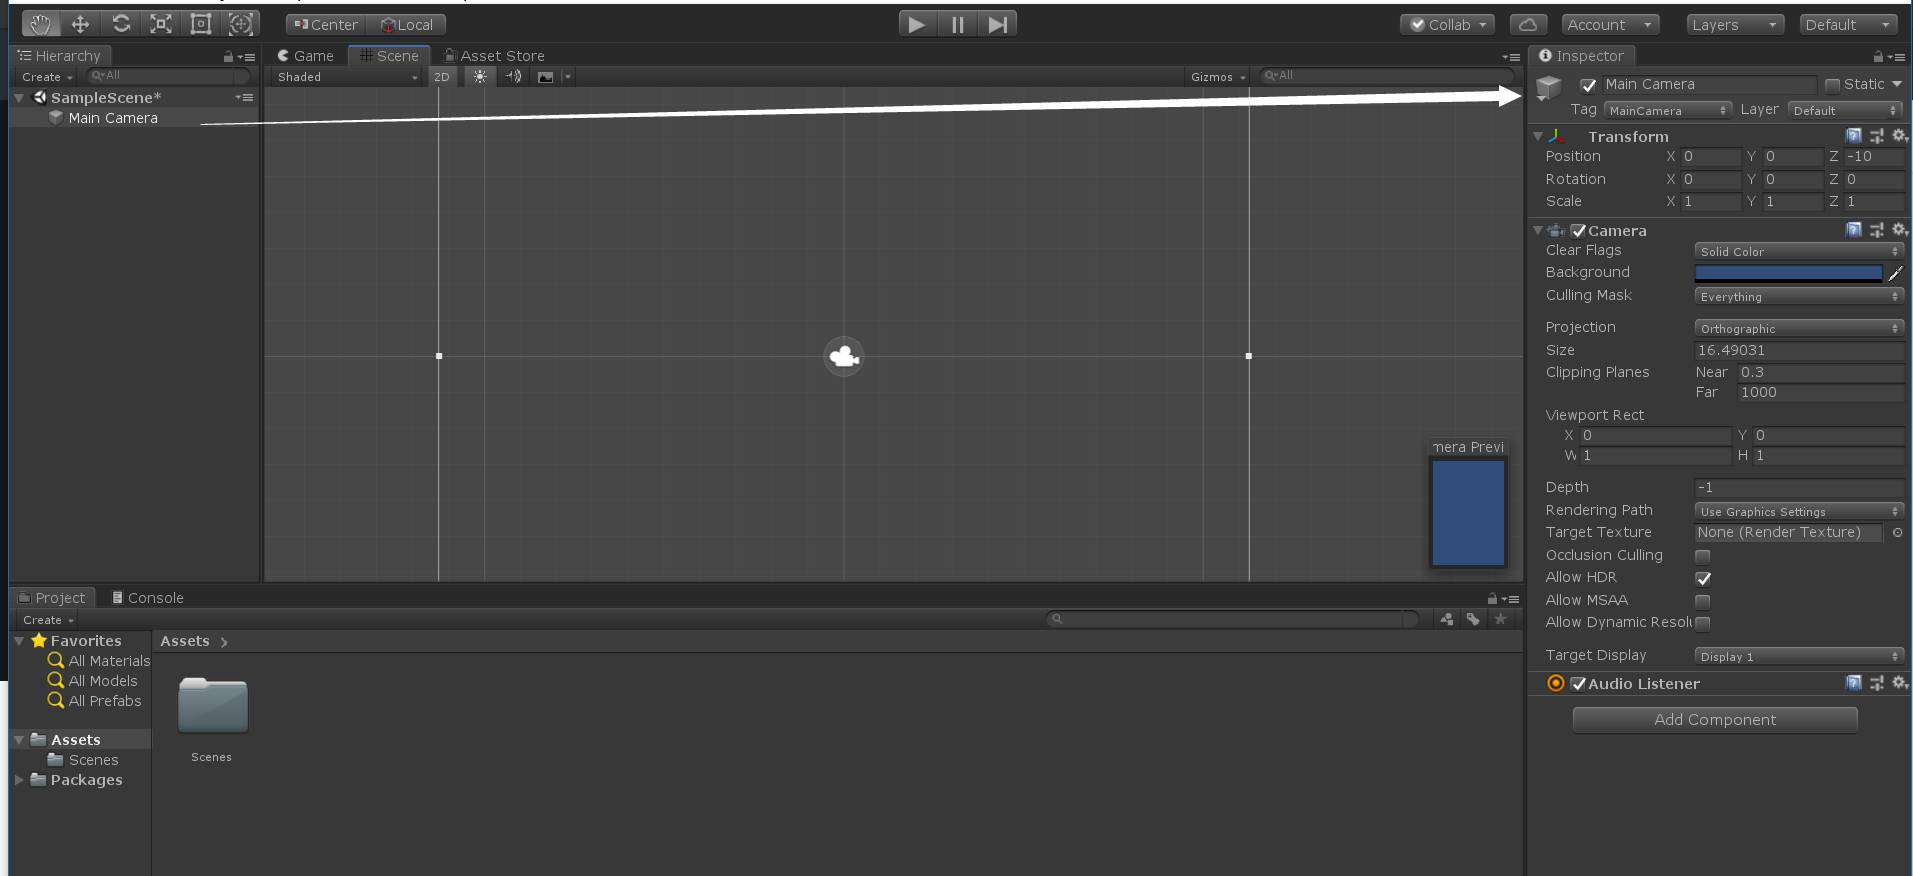 Center Local Collab Account Layers Default
Hierarchy
Create All
SampleScene*
Main Camera
Game Scene Asset Store
Shaded 2D Gizmos All
mera Previ
Inspector
Main Camera Static
Tag MainCamera Layer Default
Transform
Position X 0 Y 0 Z -10
Rotation X 0 Y 0 Z 0
Scale X 1 Y 1 Z 1
Camera
Clear Flags Solid Color
Background
Culling Mask Everything
Projection Orthographic
Size 16.49031
Clipping Planes Near 0.3
Far 1000
Viewport Rect
X 0 Y 0
W 1 H 1
Depth -1
Rendering Path Use Graphics Settings
Target Texture None (Render Texture)
Occlusion Culling
Allow HDR
Allow MSAA
Allow Dynamic Resolu
Target Display Display 1
Audio Listener
Add Component
Project Console
Create
Favorites
All Materials
All Models
All Prefabs
Assets
Scenes
Packages
Assets
Scenes